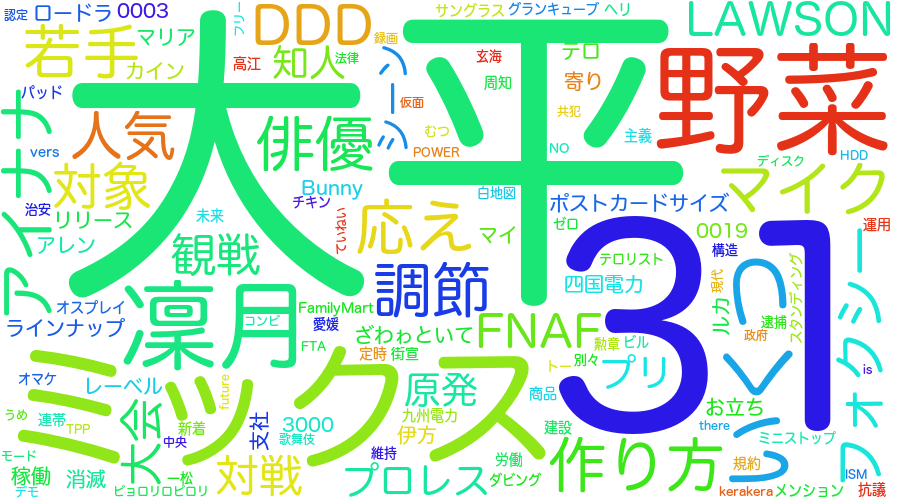 認定 ロードラ 0003 フリー DDD 録画 サングラス グランキューブ ヘリ LAWSON
若手 マリア 知人 法律 大平 テロ 野菜
カイン 高江 ソーシ 玄海 寄り
パッド 人気 俳優 仮面 周知 共犯 主義
アイナナ vers むつ POWER NO ディスク HDD
対象 Bunny 白地図 マイク
治安 リリース 未来 チキン ていねい 応え マイ ポストカードサイズ ゼロ 0019 運用
アレン 観戦 31 テロリスト 構造
オスプレイ 凛月 調節 四国電力 現代 スタンディング
ラインナップ コンビ FamilyMart 愛媛 ざわゎといて FNAF ルカ 逮捕 フォオクシー
FTA 定時 街宣 勲章 ビル 政府
オマケ ミックス レーベル future 原発 トー 別々 プリ is
うめ 連帯 TPP 大会 新着 支社 3000 九州電力 商品 お立ち
中央 歌舞伎 伊方 建設 there ミニストップ
モード 稼働 消滅 一松 対戦 維持 プロレス 労働 作り方 規約 ISM
デモ ピョロリロピロリ ダビング kerakera メンション 抗議